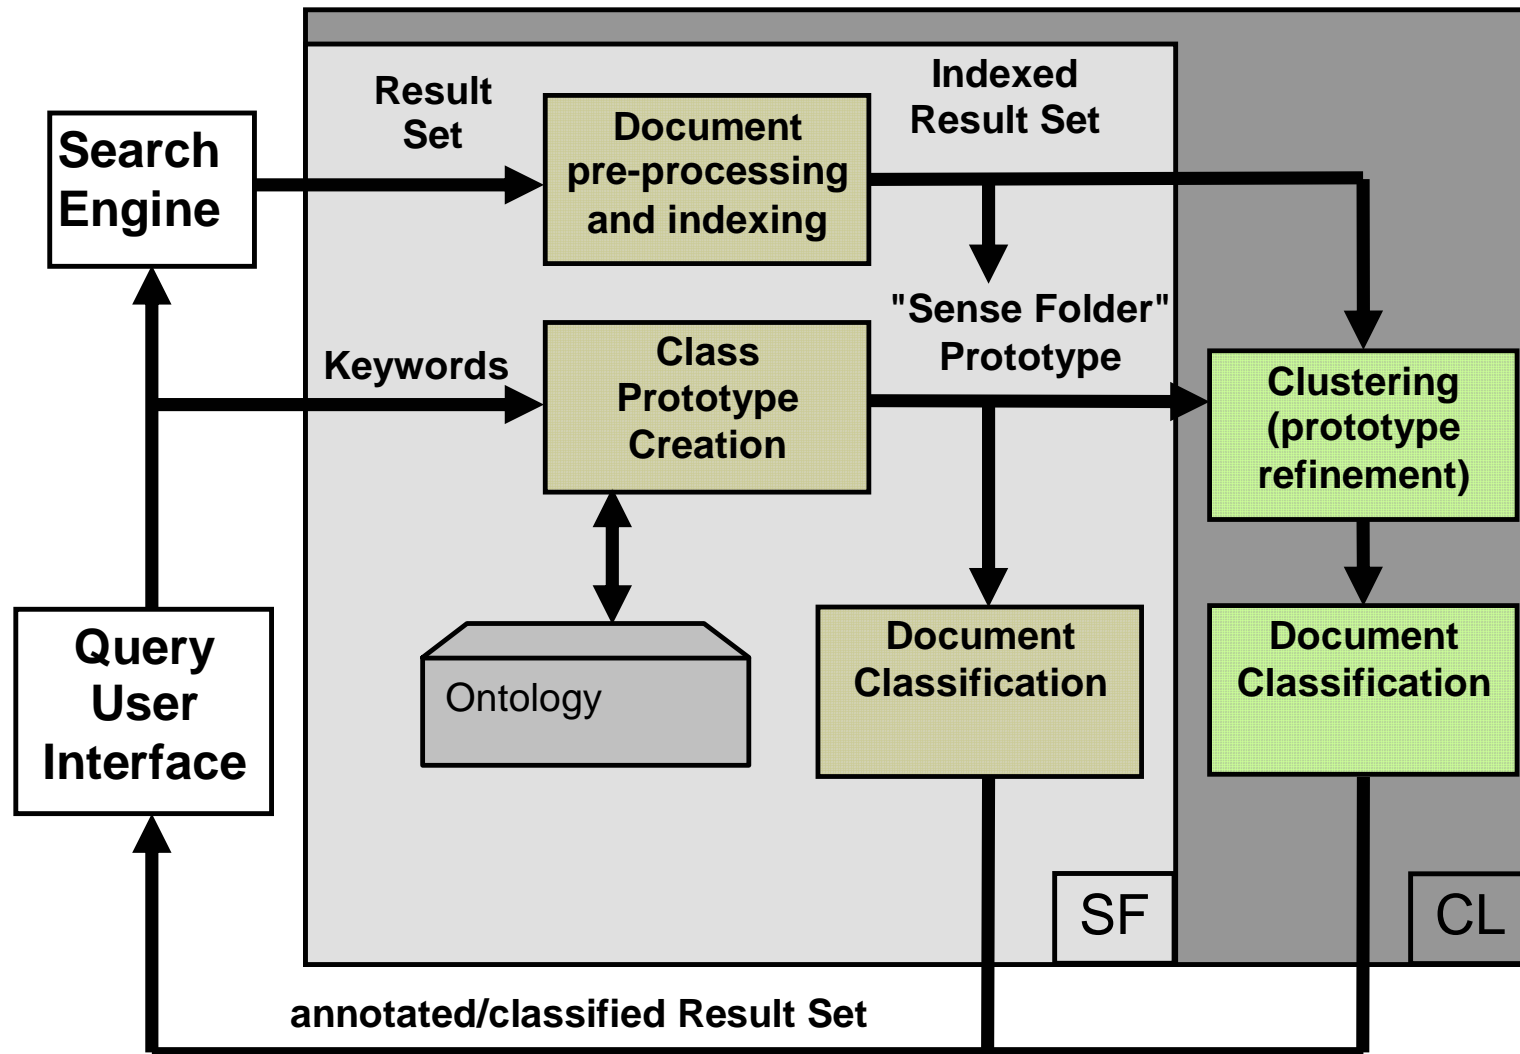 Result
Set
Indexed
Result Set
Search
Engine
Document
pre-processing
and indexing
"Sense Folder"
Prototype
Keywords
Class
Prototype
Creation
Clustering
(prototype
refinement)
Query
User
Interface
Ontology
Document
Classification
Document
Classification
SF
CL
annotated/classified Result Set